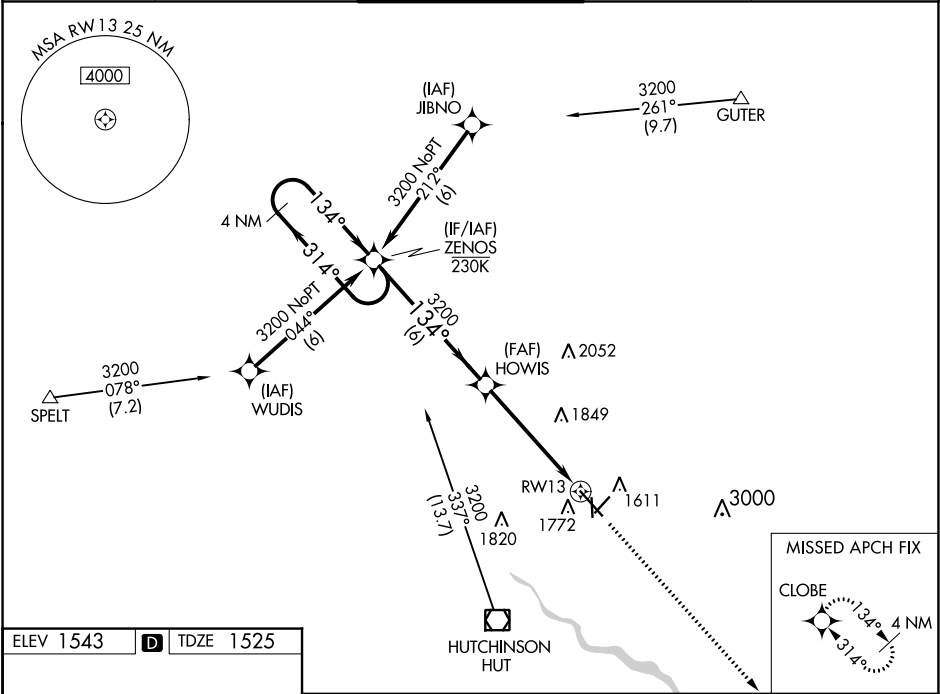 MSA RW13 25 NM
4000
(IAF)
JIBNO
3200
261°
(9.7)
GUTER
3200 NoPT
212°
(6)
4 NM
134°
314°
(IF/IAF)
ZENOS
230K
3200 NoPT
044°
(6)
3200
134°
(6)
(FAF)
HOWIS
2052
3200
078°
(7.2)
SPELT
(IAF)
WUDIS
1849
RW13
1611
1772
3000
3200
337°
(13.7)
1820
HUTCHINSON
HUT
MISSED APCH FIX
CLOBE
134°
4 NM
314°
ELEV 1543 D TDZE 1525